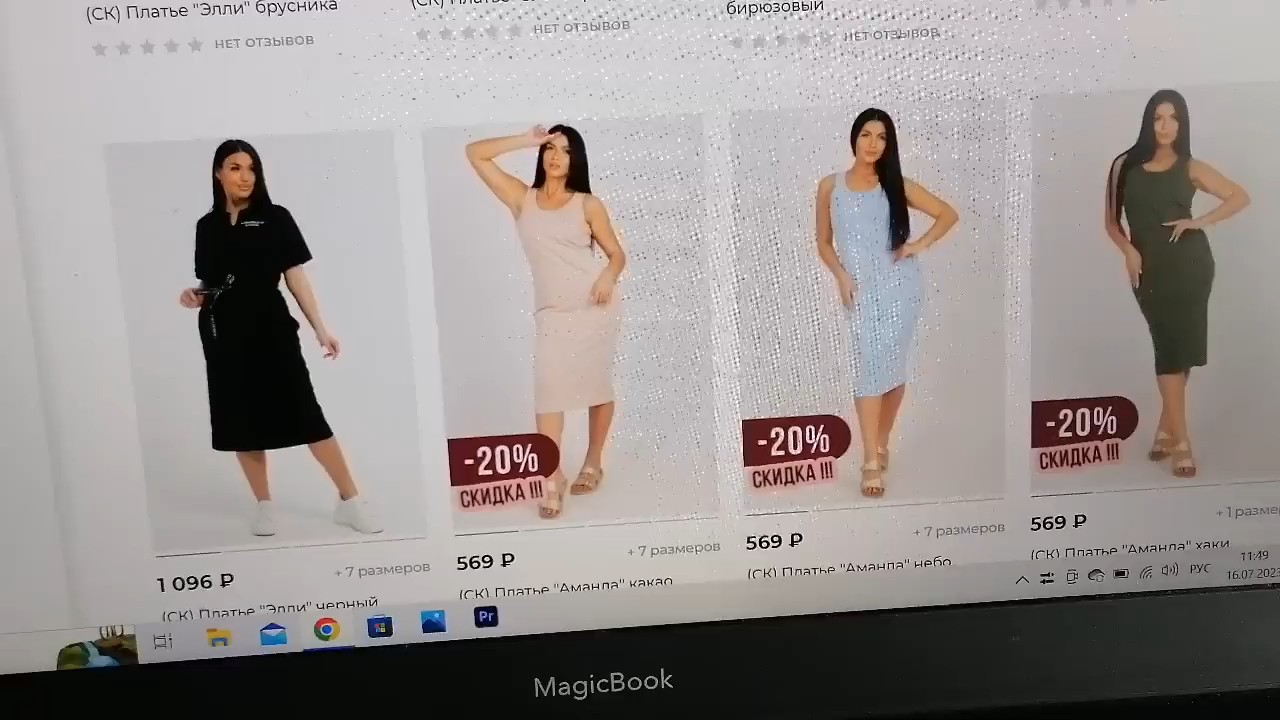 (СК) Платье "Элли" брусника
бирюзовый
НЕТ ОТЗЫВОВ
НЕТ ОТЗЫВОВ
НЕТ ОТЗЫВОВ
-20%
СКИДКА !!!
-20%
СКИДКА !!!
-20%
СКИДКА !!!
1 096 ₽
+ 7 размеров
569 ₽
+ 7 размеров
569 ₽
+ 7 размеров
569 ₽
+ 1 разме
(СК) Платье "Элли" черный
(СК) Платье "Аманда" какао
(СК) Платье "Аманда" небо
(СК) Платье "Аманда" хаки
РУС
11:49
16.07.2023
Pr
MagicBook